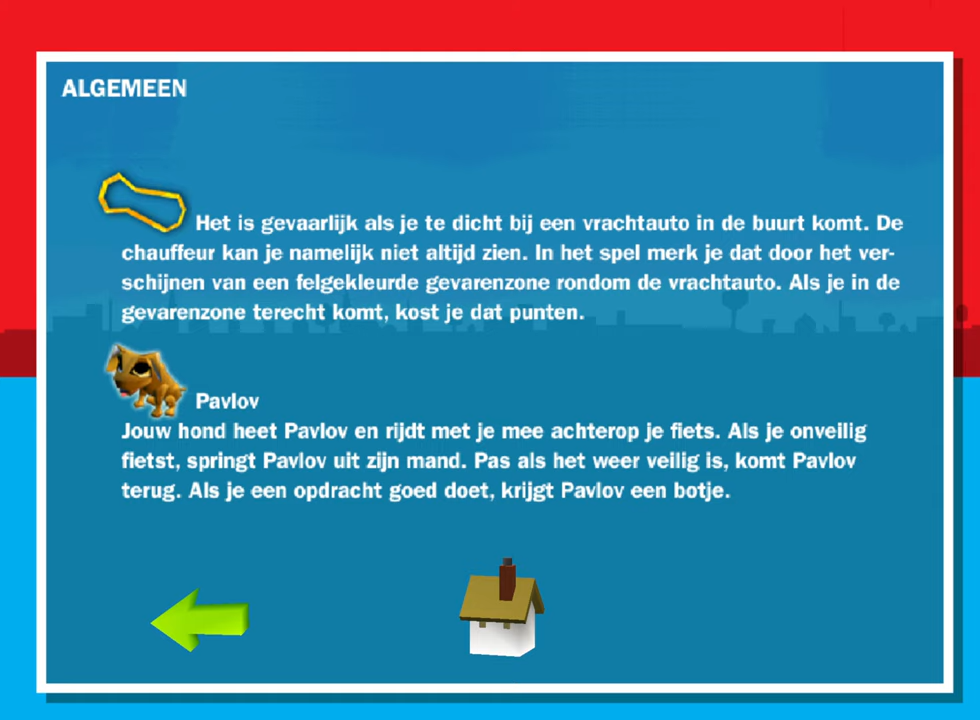 ALGEMEEN
Het is gevaarlijk als je te dicht bij een vrachtauto in de buurt komt. De
chauffeur kan je namelijk niet altijd zien. In het spel merk je dat door het ver-
schijnen van een felgekleurde gevarenzone rondom de vrachtauto. Als je in de
gevarenzone terecht komt, kost je dat punten.
Pavlov
Jouw hond heet Pavlov en rijdt met je mee achterop je fiets. Als je onveilig
fietst, springt Pavlov uit zijn mand. Pas als het weer veilig is, komt Pavlov
terug. Als je een opdracht goed doet, krijgt Pavlov een botje.